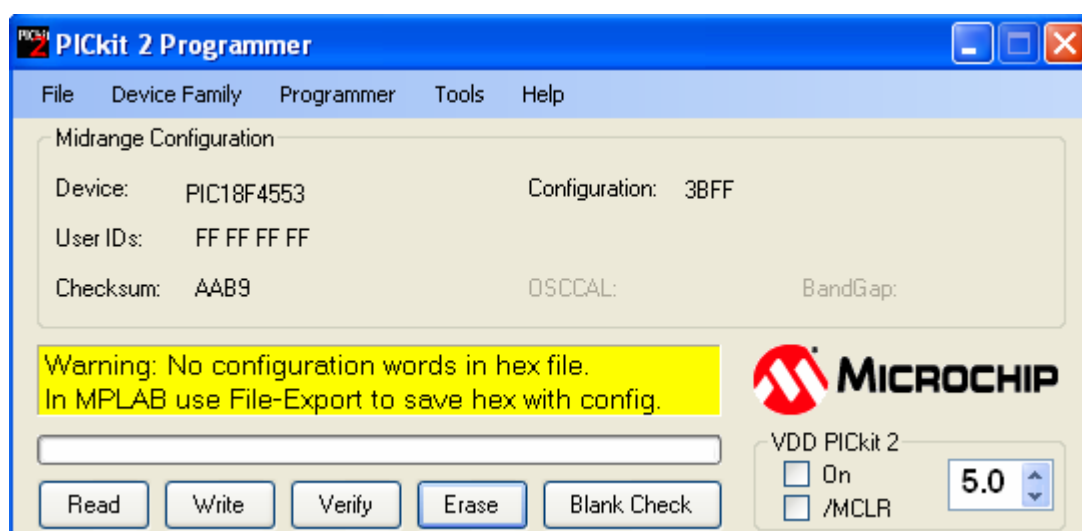 PICkit 2 Programmer
File Device Family Programmer Tools Help
Midrange Configuration
Device: PIC18F4553 Configuration: 3BFF
User IDs: FF FF FF FF
Checksum: AAB9 OSCCAL: BandGap:
Warning: No configuration words in hex file.
In MPLAB use File-Export to save hex with config.
MICROCHIP
VDD PICkit 2
On
/MCLR
5.0
Read Write Verify Erase Blank Check